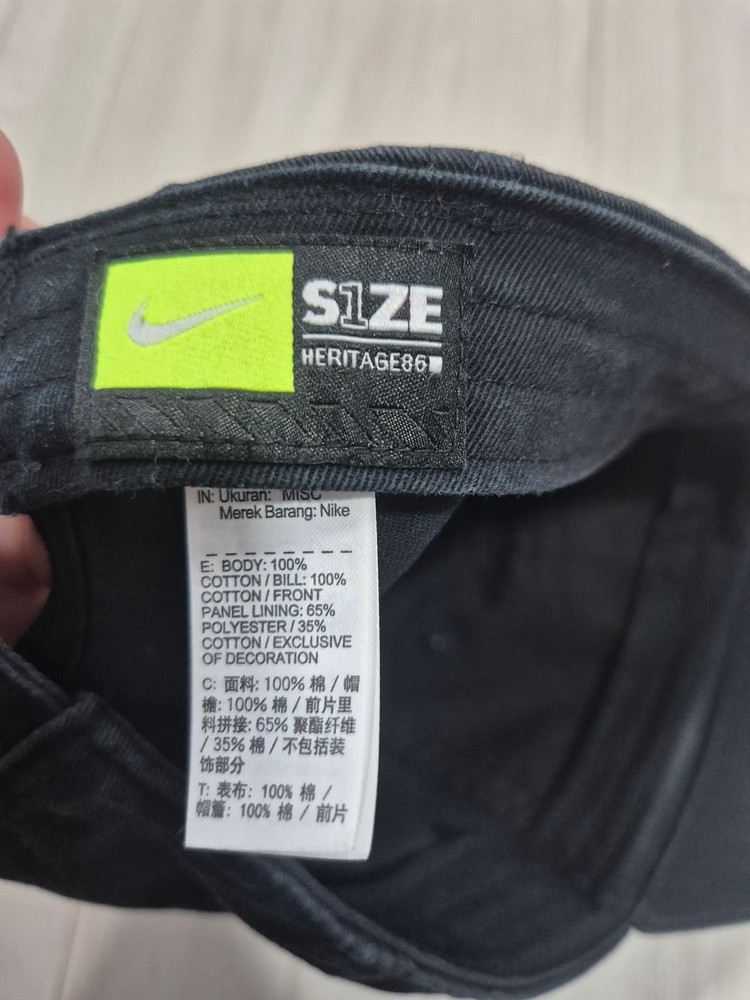 S1ZE
HERITAGE86
IN: Ukuran: MISC
Merek Barang: Nike
E: BODY: 100%
COTTON / BILL: 100%
COTTON / FRONT
PANEL LINING: 65%
POLYESTER / 35%
COTTON / EXCLUSIVE
OF DECORATION
C: 面料: 100% 棉 / 帽
檐: 100% 棉 / 前片里
料拼接: 65% 聚酯纤维
/ 35% 棉 / 不包括装
饰部分
T: 表布: 100% 棉 /
帽簷: 100% 棉 / 前片